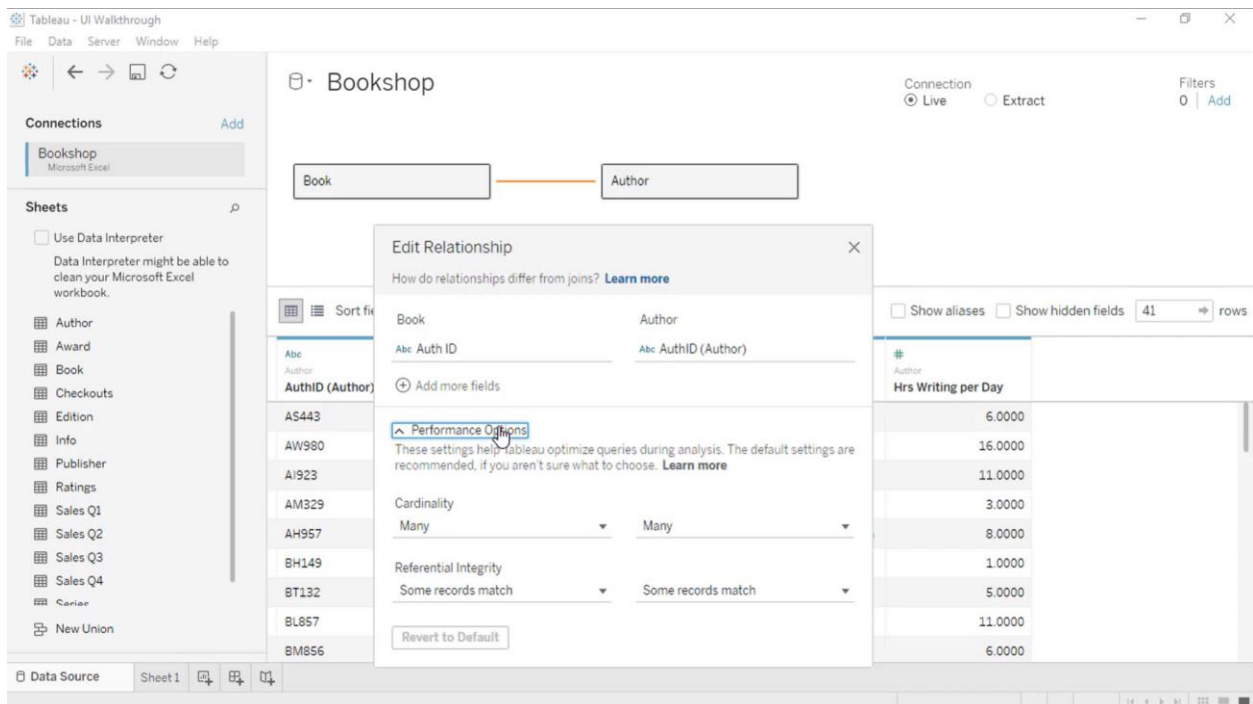 Tableau - UI Walkthrough
File Data Server Window Help
Bookshop
Connection
Live Extract
Filters
0 Add
Connections Add
Bookshop
Microsoft Excel
Book
Author
Sheets
Use Data Interpreter
Data Interpreter might be able to
clean your Microsoft Excel
workbook.
Author
Award
Book
Checkouts
Edition
Info
Publisher
Ratings
Sales Q1
Sales Q2
Sales Q3
Sales Q4
Series
New Union
Edit Relationship
How do relationships differ from joins? Learn more
Book Author
Abc Auth ID Abc AuthID (Author)
Add more fields
Performance Options
These settings help Tableau optimize queries during analysis. The default settings are
recommended, if you aren't sure what to choose. Learn more
Cardinality
Many Many
Referential Integrity
Some records match Some records match
Revert to Default
Show aliases Show hidden fields 41 rows
Abc
Author
AuthID (Author)
AS443
AW980
AI923
AM329
AH957
BH149
BT132
BL857
BM856
#
Author
Hrs Writing per Day
6.0000
16.0000
11.0000
3.0000
8.0000
1.0000
5.0000
11.0000
6.0000
Data Source Sheet 1